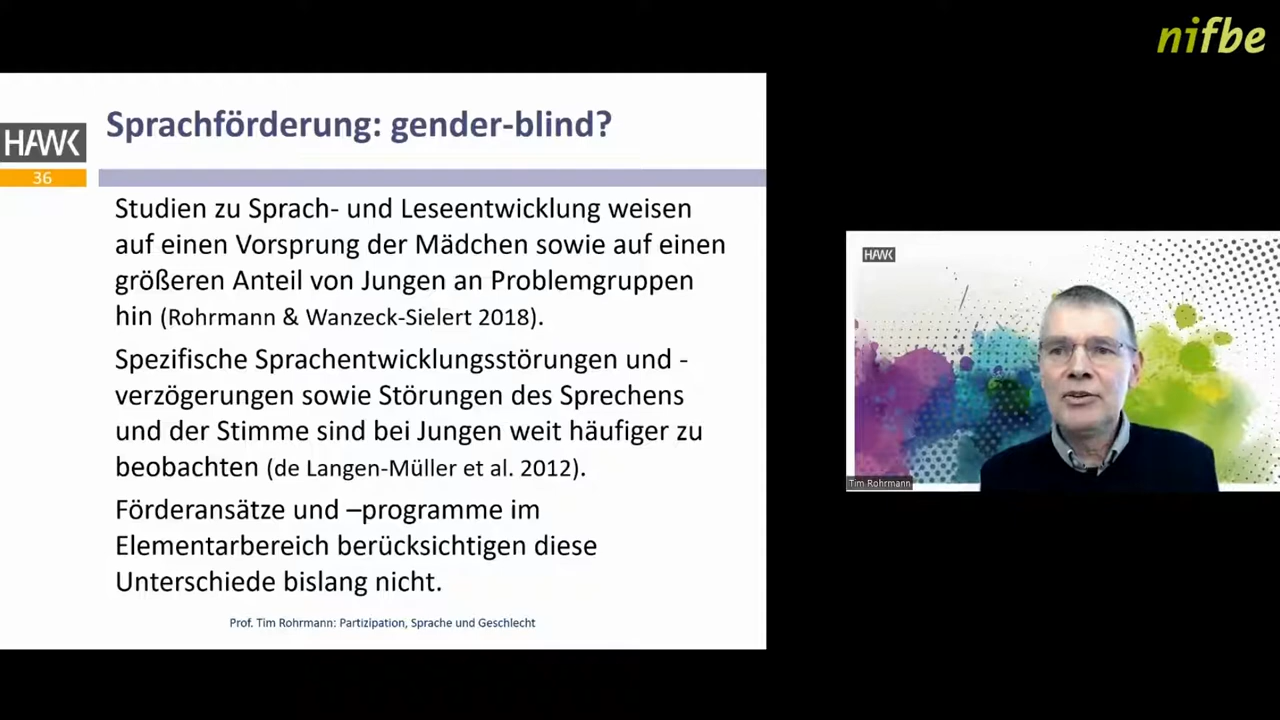 nifbe
HAWK
36
Sprachförderung: gender-blind?
Studien zu Sprach- und Leseentwicklung weisen
auf einen Vorsprung der Mädchen sowie auf einen
größeren Anteil von Jungen an Problemgruppen
hin (Rohrmann & Wanzeck-Sielert 2018).
Spezifische Sprachentwicklungsstörungen und -
verzögerungen sowie Störungen des Sprechens
und der Stimme sind bei Jungen weit häufiger zu
beobachten (de Langen-Müller et al. 2012).
Förderansätze und –programme im
Elementarbereich berücksichtigen diese
Unterschiede bislang nicht.
Prof. Tim Rohrmann: Partizipation, Sprache und Geschlecht
HAWK
Tim Rohrmann